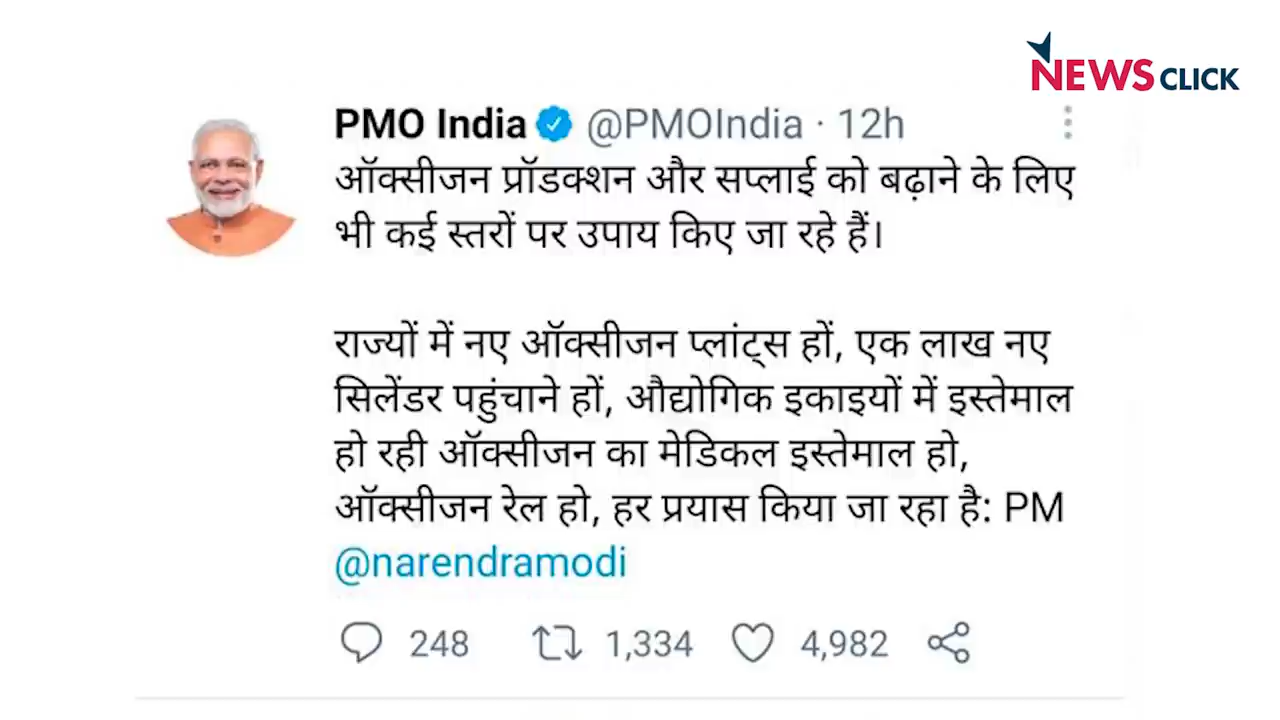 NEWSCLICK
PMO India @PMOIndia · 12h
ऑक्सीजन प्रॉडक्शन और सप्लाई को बढ़ाने के लिए
भी कई स्तरों पर उपाय किए जा रहे हैं।
राज्यों में नए ऑक्सीजन प्लांट्स हों, एक लाख नए
सिलेंडर पहुंचाने हों, औद्योगिक इकाइयों में इस्तेमाल
हो रही ऑक्सीजन का मेडिकल इस्तेमाल हो,
ऑक्सीजन रेल हो, हर प्रयास किया जा रहा है: PM
@narendramodi
248 1,334 4,982